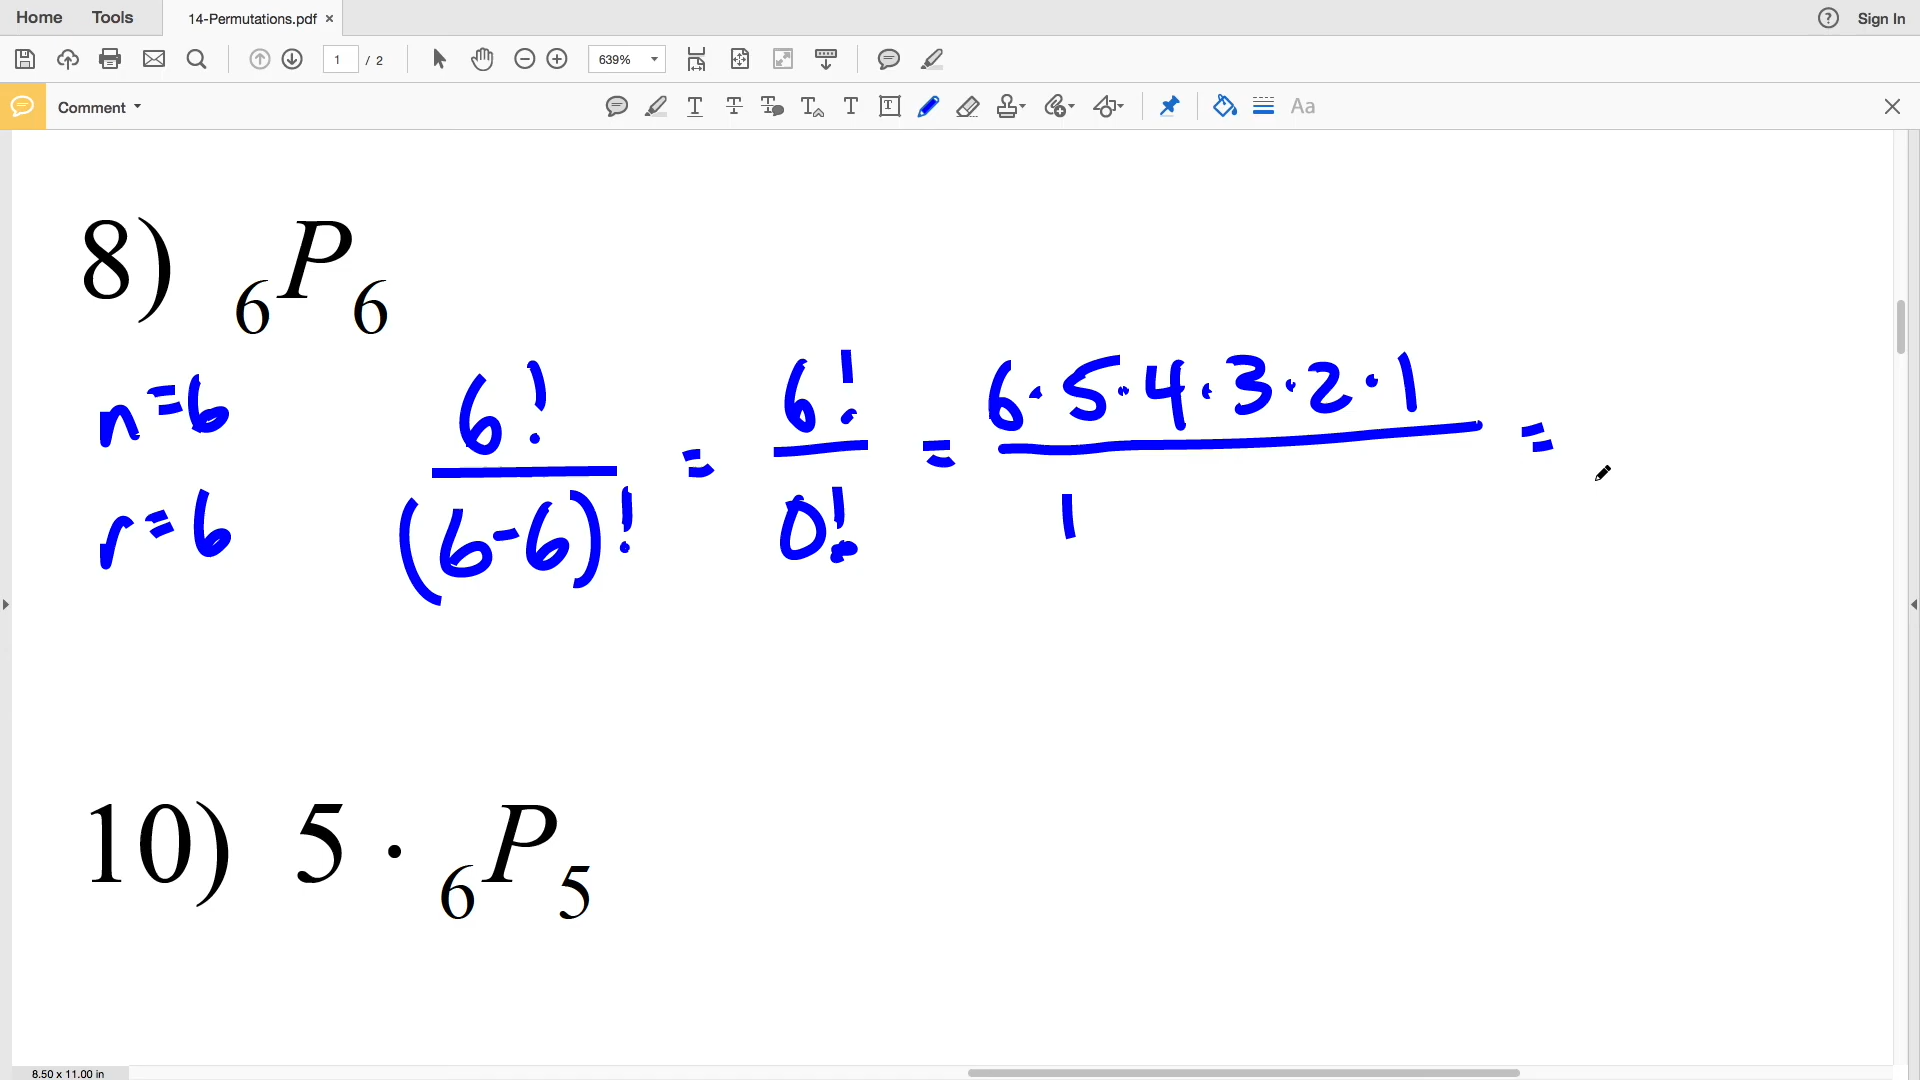 Home Tools 14-Permutations.pdf × Sign In
1 / 2 639%
Comment Aa
8) ₆P₆
n=6 6!/(6-6)! = 6!/0! = 6·5·4·3·2·1/1 =
r=6
10) 5 · ₆P₅
8.50 x 11.00 in